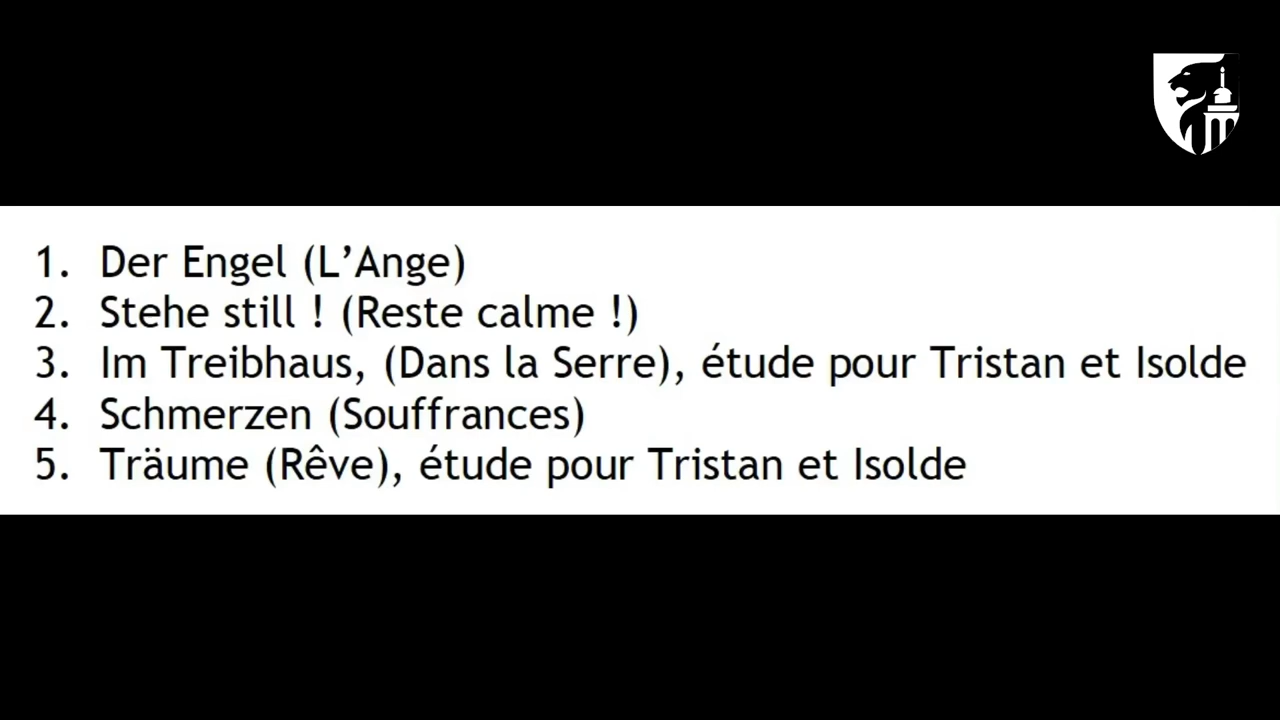 1. Der Engel (L’Ange)
2. Stehe still ! (Reste calme !)
3. Im Treibhaus, (Dans la Serre), étude pour Tristan et Isolde
4. Schmerzen (Souffrances)
5. Träume (Rêve), étude pour Tristan et Isolde